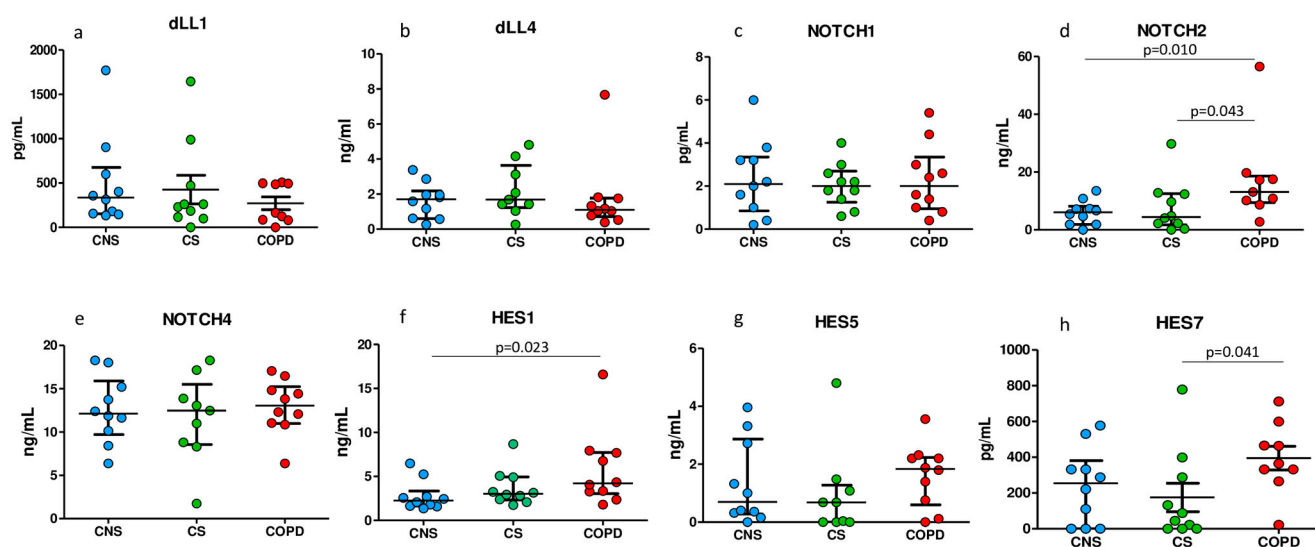 a
dLL1
pg/mL
2000
1500
1000
500
0
CNS CS COPD
b
dLL4
ng/ml
10
8
6
4
2
0
CNS CS COPD
c
NOTCH1
pg/mL
8
6
4
2
0
CNS CS COPD
d
NOTCH2
ng/mL
60
40
20
0
p=0.010
p=0.043
CNS CS COPD
e
NOTCH4
ng/mL
20
15
10
5
0
CNS CS COPD
f
HES1
ng/mL
20
15
10
5
0
p=0.023
CNS CS COPD
g
HES5
ng/mL
6
4
2
0
CNS CS COPD
h
HES7
pg/mL
1000
800
600
400
200
0
p=0.041
CNS CS COPD